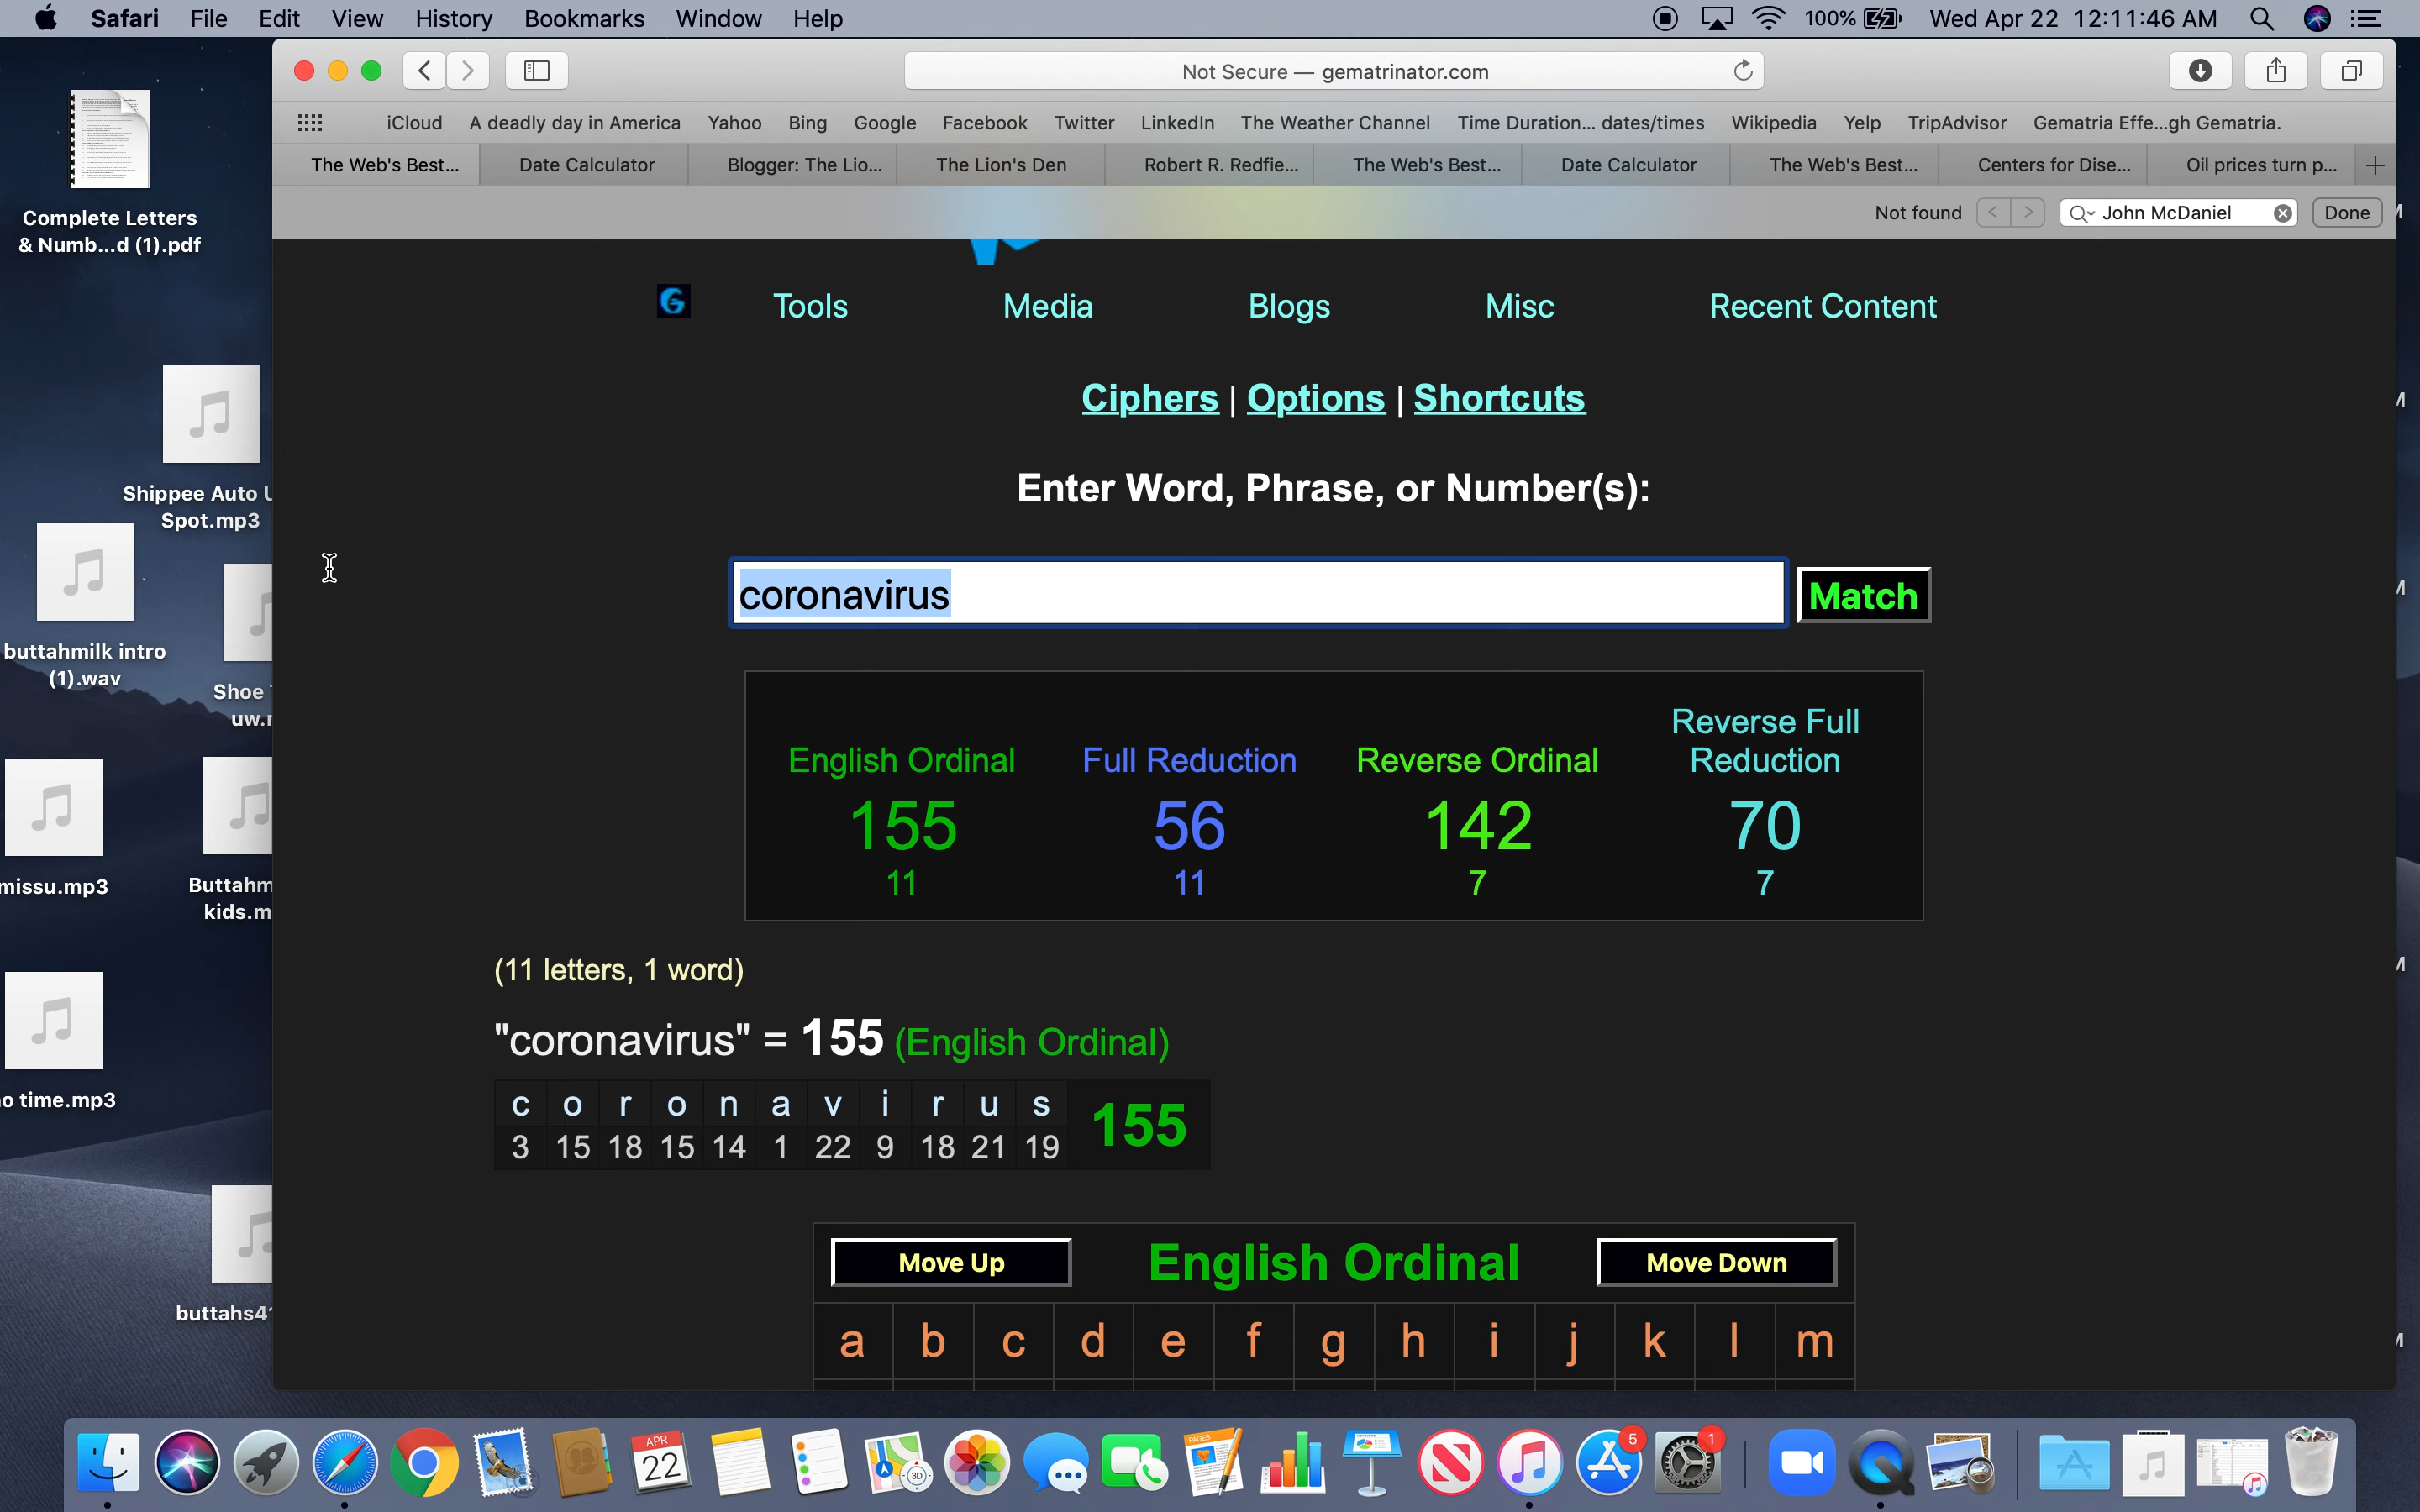 Safari File Edit View History Bookmarks Window Help 100% Wed Apr 22 12:11:46 AM
Not Secure — gematrinator.com
iCloud A deadly day in America Yahoo Bing Google Facebook Twitter LinkedIn The Weather Channel Time Duration... dates/times Wikipedia Yelp TripAdvisor Gematria Effe...gh Gematria.
The Web's Best... Date Calculator Blogger: The Lio... The Lion's Den Robert R. Redfie... The Web's Best... Date Calculator The Web's Best... Centers for Dise... Oil prices turn p...
Not found John McDaniel Done
Complete Letters
& Numb...d (1).pdf
Shippee Auto U
Spot.mp3
buttahmilk intro
(1).wav
Shoe
uw.
missu.mp3
Buttahm
kids.m
o time.mp3
buttahs4
G Tools Media Blogs Misc Recent Content
Ciphers | Options | Shortcuts
Enter Word, Phrase, or Number(s):
coronavirus Match
English Ordinal Full Reduction Reverse Ordinal Reverse Full
Reduction
155 56 142 70
11 11 7 7
(11 letters, 1 word)
"coronavirus" = 155 (English Ordinal)
c o r o n a v i r u s 155
3 15 18 15 14 1 22 9 18 21 19
Move Up English Ordinal Move Down
a b c d e f g h i j k l m
APR
22
3D
PAGES
5
1